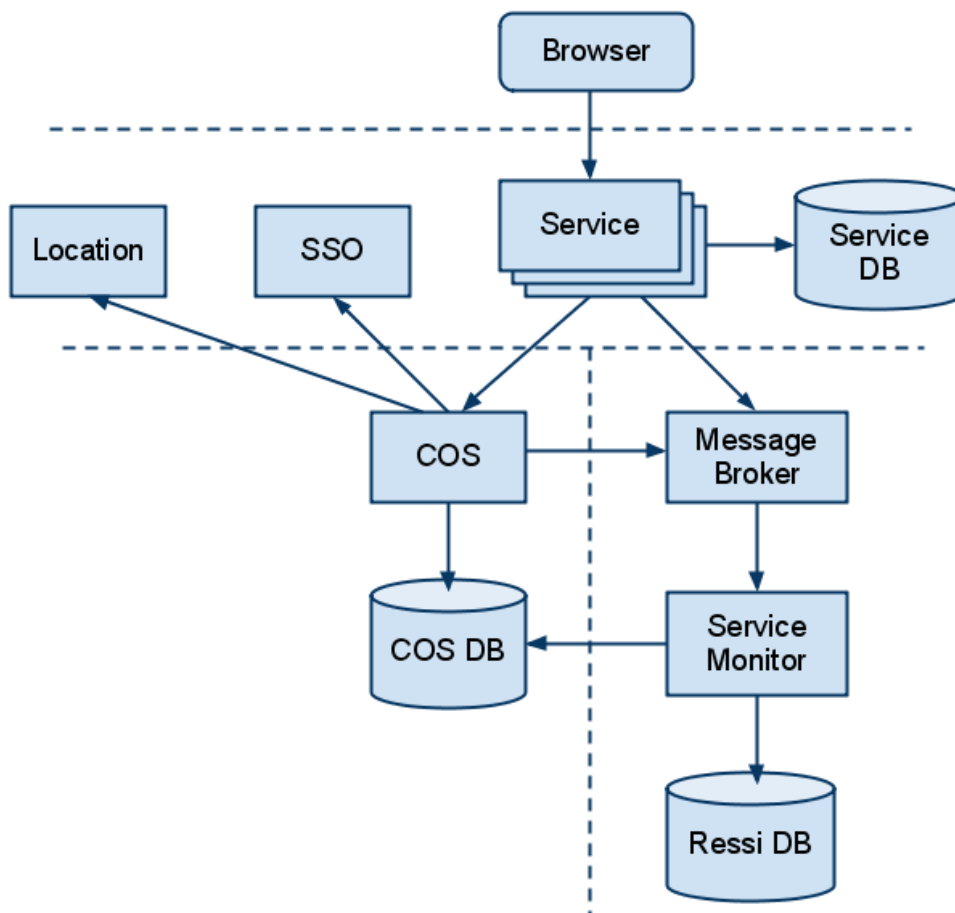 Browser
Location
SSO
Service
Service
DB
COS
Message
Broker
COS DB
Service
Monitor
Ressi DB